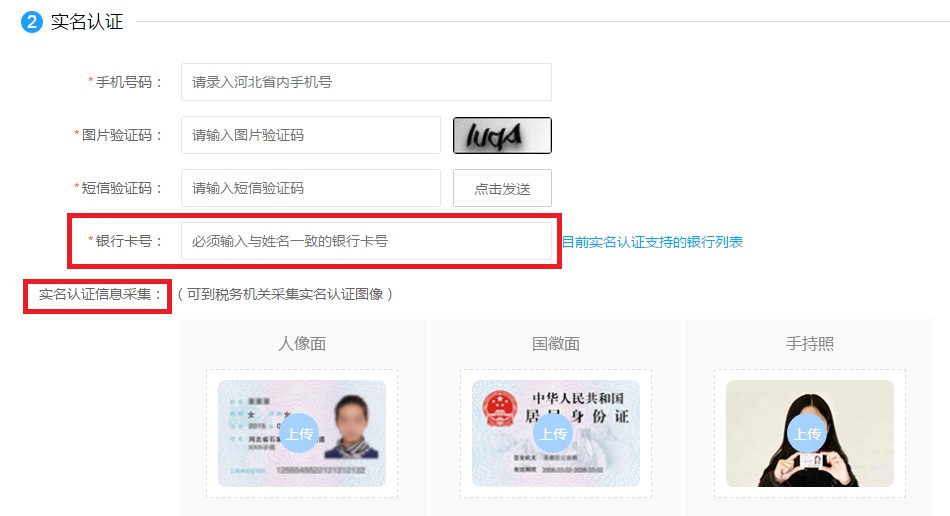 2 实名认证
*手机号码： 请录入河北省内手机号
*图片验证码： 请输入图片验证码 luqA
*短信验证码： 请输入短信验证码 点击发送
*银行卡号： 必须输入与姓名一致的银行卡号 目前实名认证支持的银行列表
实名认证信息采集： （可到税务机关采集实名认证图像）
人像面 国徽面 手持照
中华人民共和国
居民身份证
上传 上传 上传